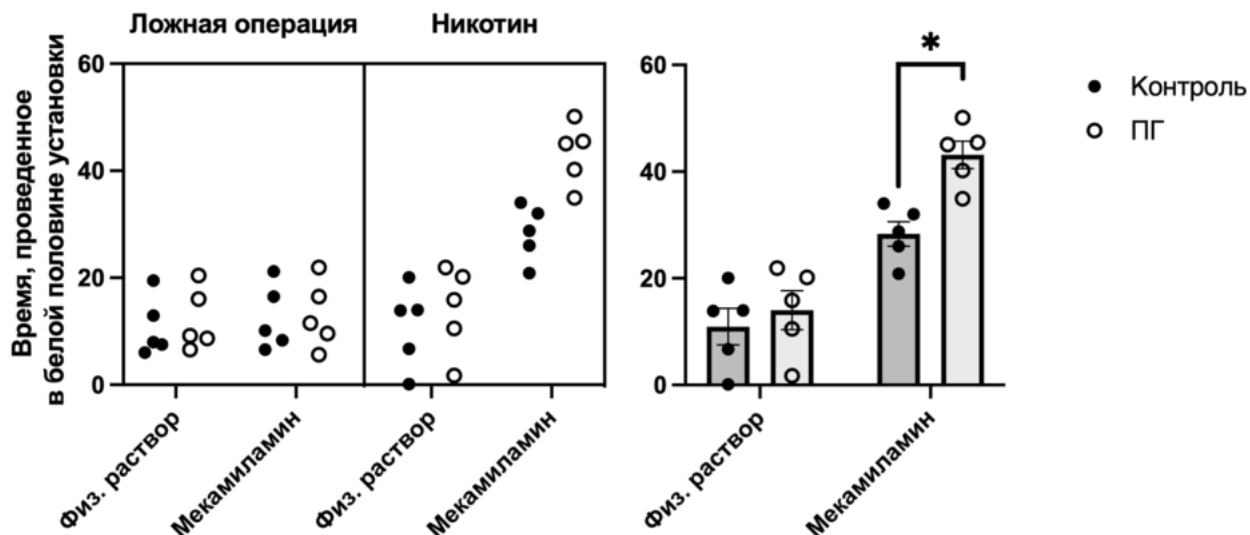 Ложная операция
Никотин
Время, проведенное
в белой половине установки
60
40
20
0
Физ. раствор
Мекамиламин
Физ. раствор
Мекамиламин
60
40
20
0
*
Физ. раствор
Мекамиламин
Контроль
ПГ